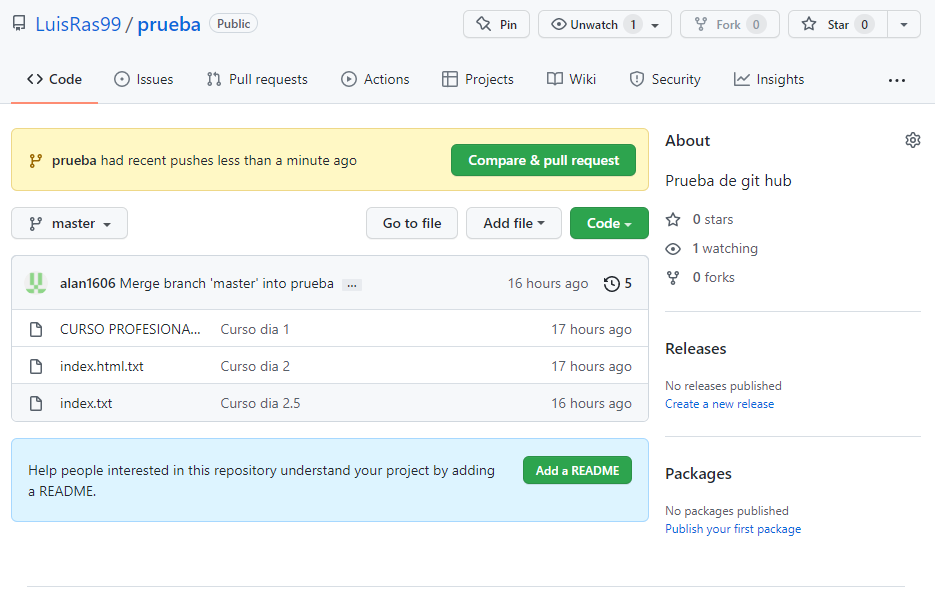 LuisRas99 / prueba Public Pin Unwatch 1 Fork 0 Star 0
Code Issues Pull requests Actions Projects Wiki Security Insights ...
prueba had recent pushes less than a minute ago Compare & pull request
master Go to file Add file Code
alan1606 Merge branch 'master' into prueba ... 16 hours ago 5
CURSO PROFESIONA... Curso dia 1 17 hours ago
index.html.txt Curso dia 2 17 hours ago
index.txt Curso dia 2.5 16 hours ago
Help people interested in this repository understand your project by adding
a README.
Add a README
About
Prueba de git hub
0 stars
1 watching
0 forks
Releases
No releases published
Create a new release
Packages
No packages published
Publish your first package